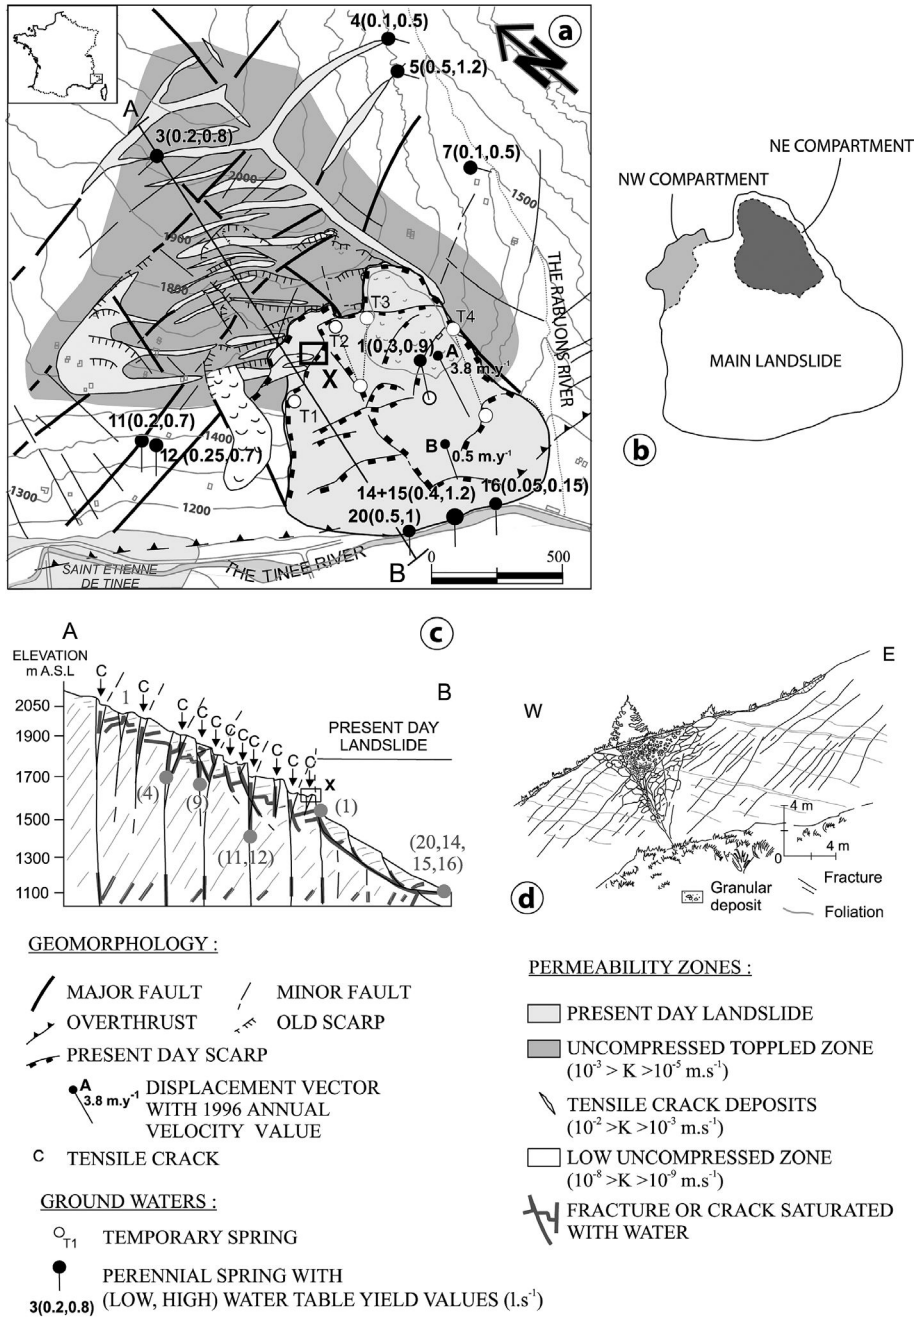 a
N
4(0.1,0.5)
5(0.5,1.2)
A
3(0.2,0.8)
7(0.1,0.5)
2000
1500
1900
1800
THE RABUONS RIVER
T3
T4
T2
1(0.3,0.9)
A
3.8 m.y-1
X
T1
11(0.2,0.7)
1400
12 (0.25,0.7)
B
0.5 m.y-1
1300
1200
14+15(0.4,1.2)
16(0.05,0.15)
20(0.5,1)
SAINT ETIENNE
DE TINEE
THE TINEE RIVER
B
0
500
NE COMPARTMENT
NW COMPARTMENT
MAIN LANDSLIDE
b
A
c
ELEVATION
m A.S.L
B
C
1
C
C
C
C
C
C
C
C
C
PRESENT DAY
LANDSLIDE
2050
1900
1700
1500
1300
1100
X
(4)
(9)
(1)
(11,12)
(20,14,
15,16)
E
W
4 m
0
4 m
d
Granular
deposit
Fracture
Foliation
GEOMORPHOLOGY :
MAJOR FAULT
MINOR FAULT
OVERTHRUST
OLD SCARP
PRESENT DAY SCARP
A
3.8 m.y-1
DISPLACEMENT VECTOR
WITH 1996 ANNUAL
VELOCITY VALUE
C TENSILE CRACK
GROUND WATERS :
T1
TEMPORARY SPRING
3(0.2,0.8)
PERENNIAL SPRING WITH
(LOW, HIGH) WATER TABLE YIELD VALUES (l.s-1)
PERMEABILITY ZONES :
PRESENT DAY LANDSLIDE
UNCOMPRESSED TOPPLED ZONE
(10-3 > K >10-5 m.s-1)
TENSILE CRACK DEPOSITS
(10-2 >K >10-3 m.s-1)
LOW UNCOMPRESSED ZONE
(10-8 >K >10-9 m.s-1)
FRACTURE OR CRACK SATURATED
WITH WATER